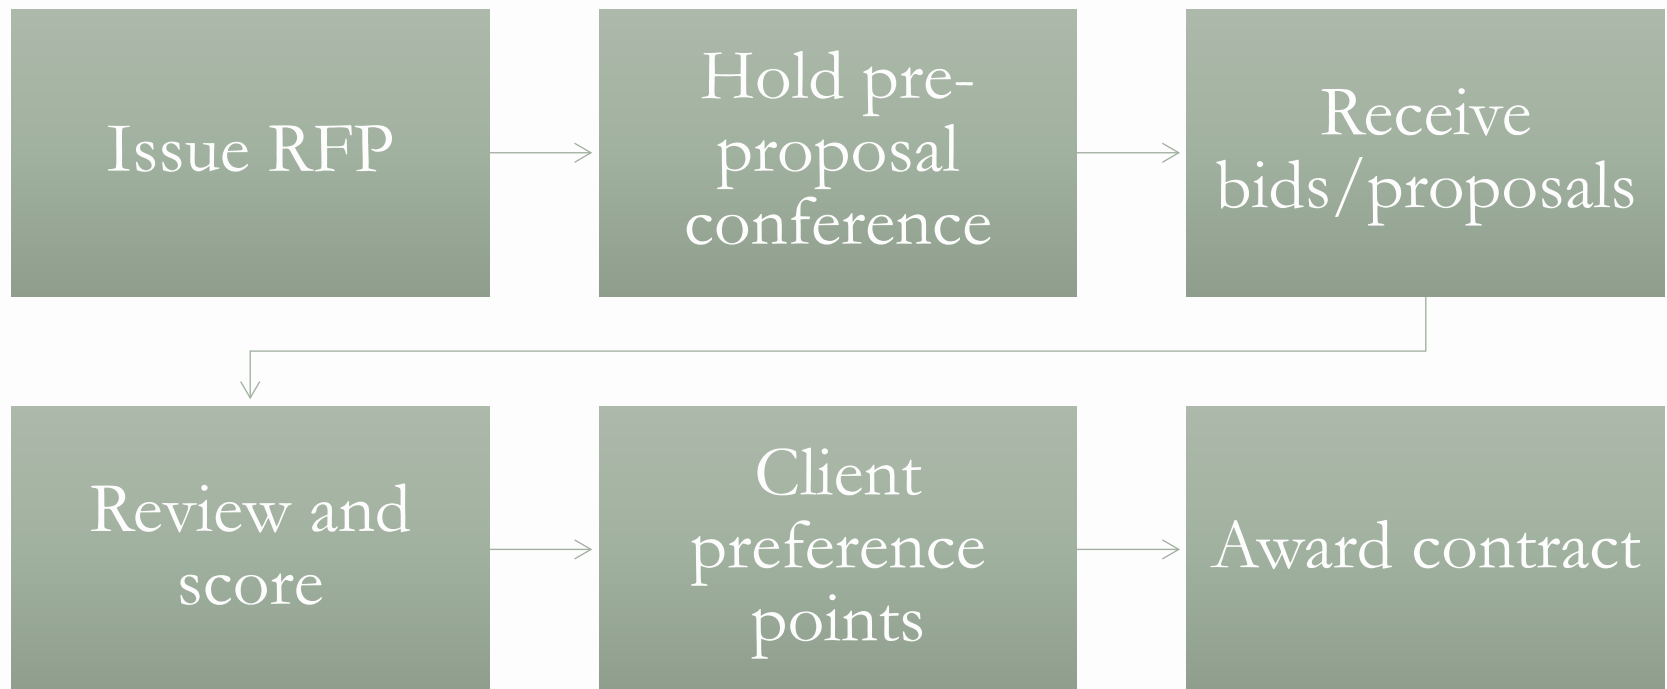 Issue RFP
Hold pre-
proposal
conference
Receive
bids/proposals
Review and
score
Client
preference
points
Award contract